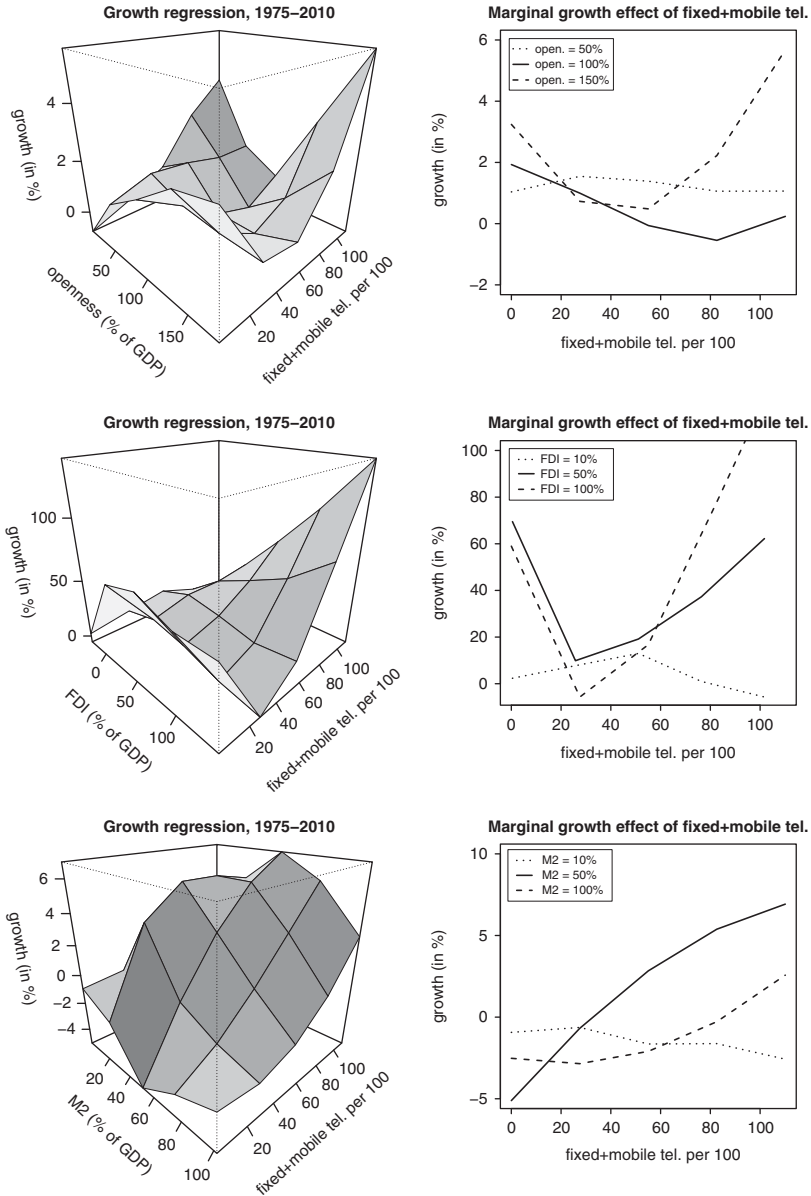 Growth regression, 1975–2010
growth (in %)
4
2
0
50
100
150
openness (% of GDP)
20
40
60
80
100
fixed+mobile tel. per 100
Marginal growth effect of fixed+mobile tel.
open. = 50%
open. = 100%
open. = 150%
growth (in %)
6
4
2
0
−2
0 20 40 60 80 100
fixed+mobile tel. per 100
Growth regression, 1975–2010
growth (in %)
100
50
0
0
50
100
FDI (% of GDP)
20
40
60
80
100
fixed+mobile tel. per 100
Marginal growth effect of fixed+mobile tel.
FDI = 10%
FDI = 50%
FDI = 100%
growth (in %)
100
80
60
40
20
0
0 20 40 60 80 100
fixed+mobile tel. per 100
Growth regression, 1975–2010
growth (in %)
6
4
2
0
−2
−4
20
40
60
80
100
M2 (% of GDP)
20
40
60
80
100
fixed+mobile tel. per 100
Marginal growth effect of fixed+mobile tel.
M2 = 10%
M2 = 50%
M2 = 100%
growth (in %)
10
5
0
−5
0 20 40 60 80 100
fixed+mobile tel. per 100